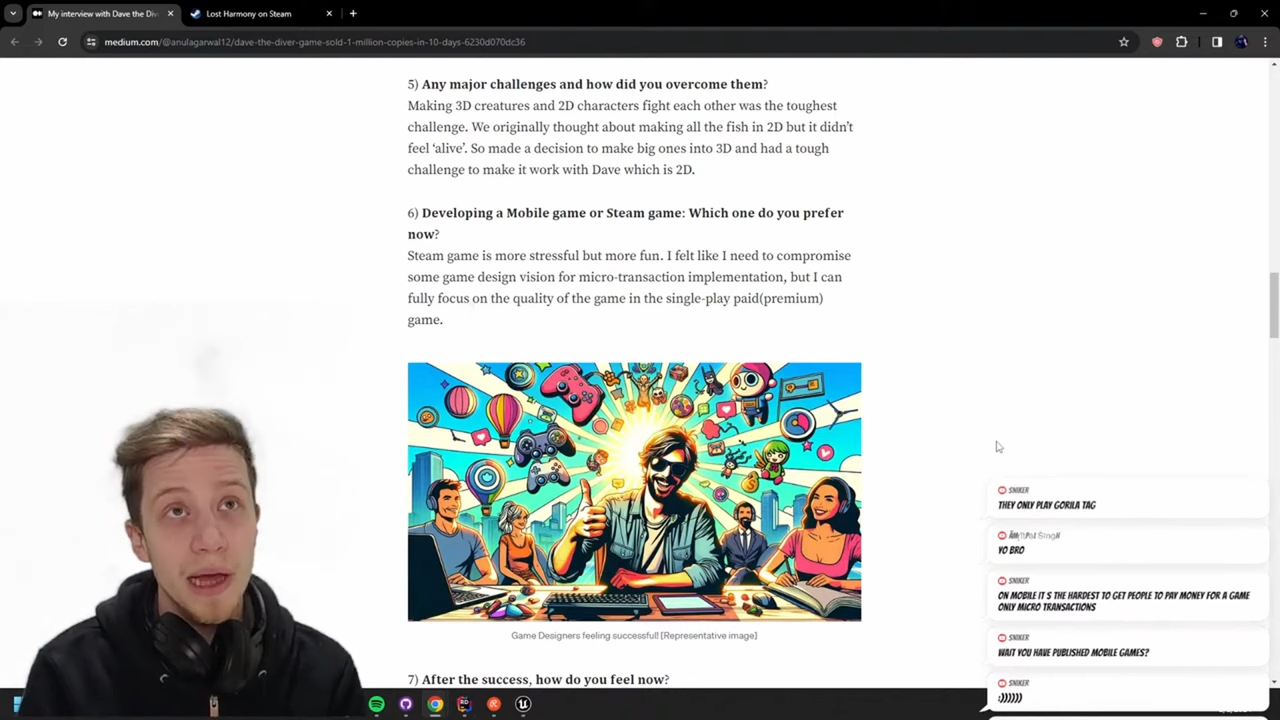 My interview with Dave the Div
Lost Harmony on Steam
medium.com/@anulagarwal12/dave-the-diver-game-sold-1-million-copies-in-10-days-6230d070dc36
5) Any major challenges and how did you overcome them?
Making 3D creatures and 2D characters fight each other was the toughest
challenge. We originally thought about making all the fish in 2D but it didn’t
feel ‘alive’. So made a decision to make big ones into 3D and had a tough
challenge to make it work with Dave which is 2D.
6) Developing a Mobile game or Steam game: Which one do you prefer
now?
Steam game is more stressful but more fun. I felt like I need to compromise
some game design vision for micro-transaction implementation, but I can
fully focus on the quality of the game in the single-play paid(premium)
game.
Game Designers feeling successful! [Representative image]
7) After the success, how do you feel now?
SNIKER
THEY ONLY PLAY GORILA TAG
YO BRO
SNIKER
ON MOBILE IT S THE HARDEST TO GET PEOPLE TO PAY MONEY FOR A GAME
ONLY MICRO TRANSACTIONS
SNIKER
WAIT YOU HAVE PUBLISHED MOBILE GAMES?
SNIKER
:))))))